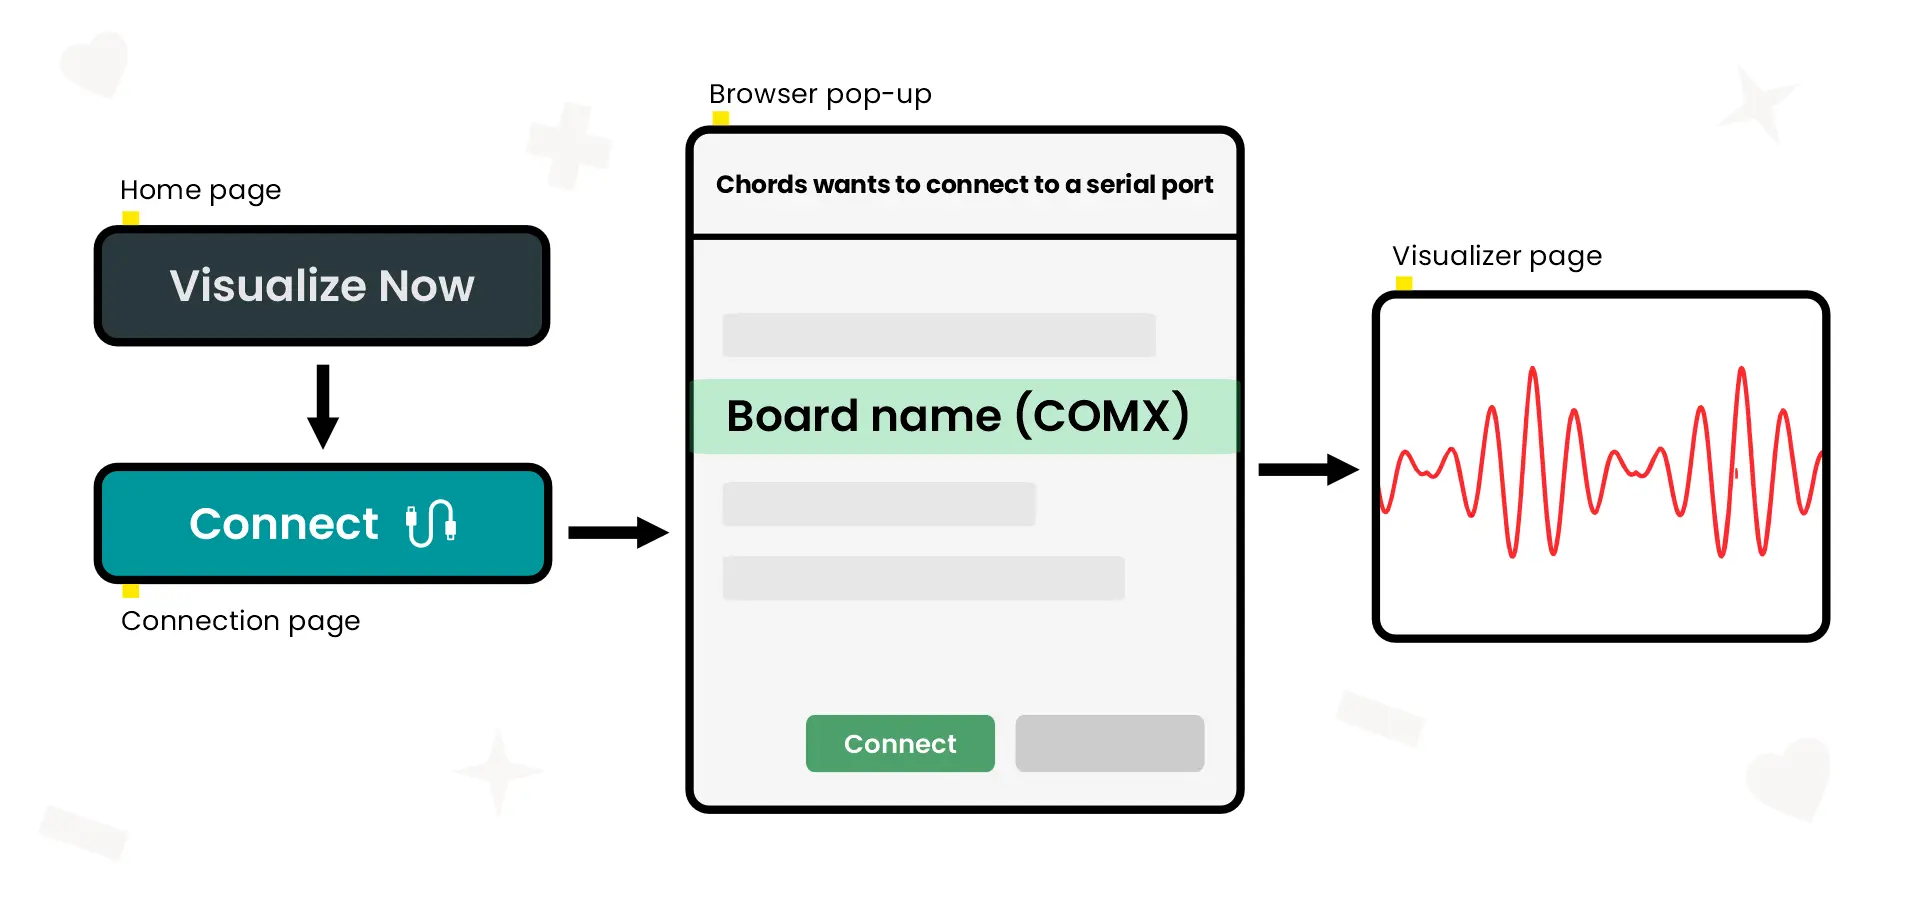 Home page
Visualize Now
Connect
Connection page
Browser pop-up
Chords wants to connect to a serial port
Board name (COMX)
Connect
Visualizer page